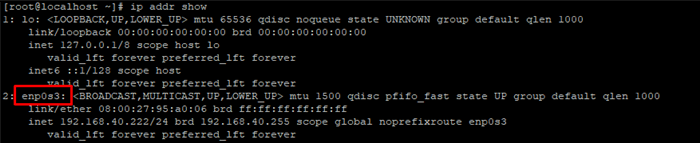 [root@localhost ~]# ip addr show
1: lo: <LOOPBACK,UP,LOWER_UP> mtu 65536 qdisc noqueue state UNKNOWN group default qlen 1000
    link/loopback 00:00:00:00:00:00 brd 00:00:00:00:00:00
    inet 127.0.0.1/8 scope host lo
       valid_lft forever preferred_lft forever
    inet6 ::1/128 scope host
       valid_lft forever preferred_lft forever
2: enp0s3: <BROADCAST,MULTICAST,UP,LOWER_UP> mtu 1500 qdisc pfifo_fast state UP group default qlen 1000
    link/ether 08:00:27:95:a0:06 brd ff:ff:ff:ff:ff:ff
    inet 192.168.40.222/24 brd 192.168.40.255 scope global noprefixroute enp0s3
       valid_lft forever preferred_lft forever